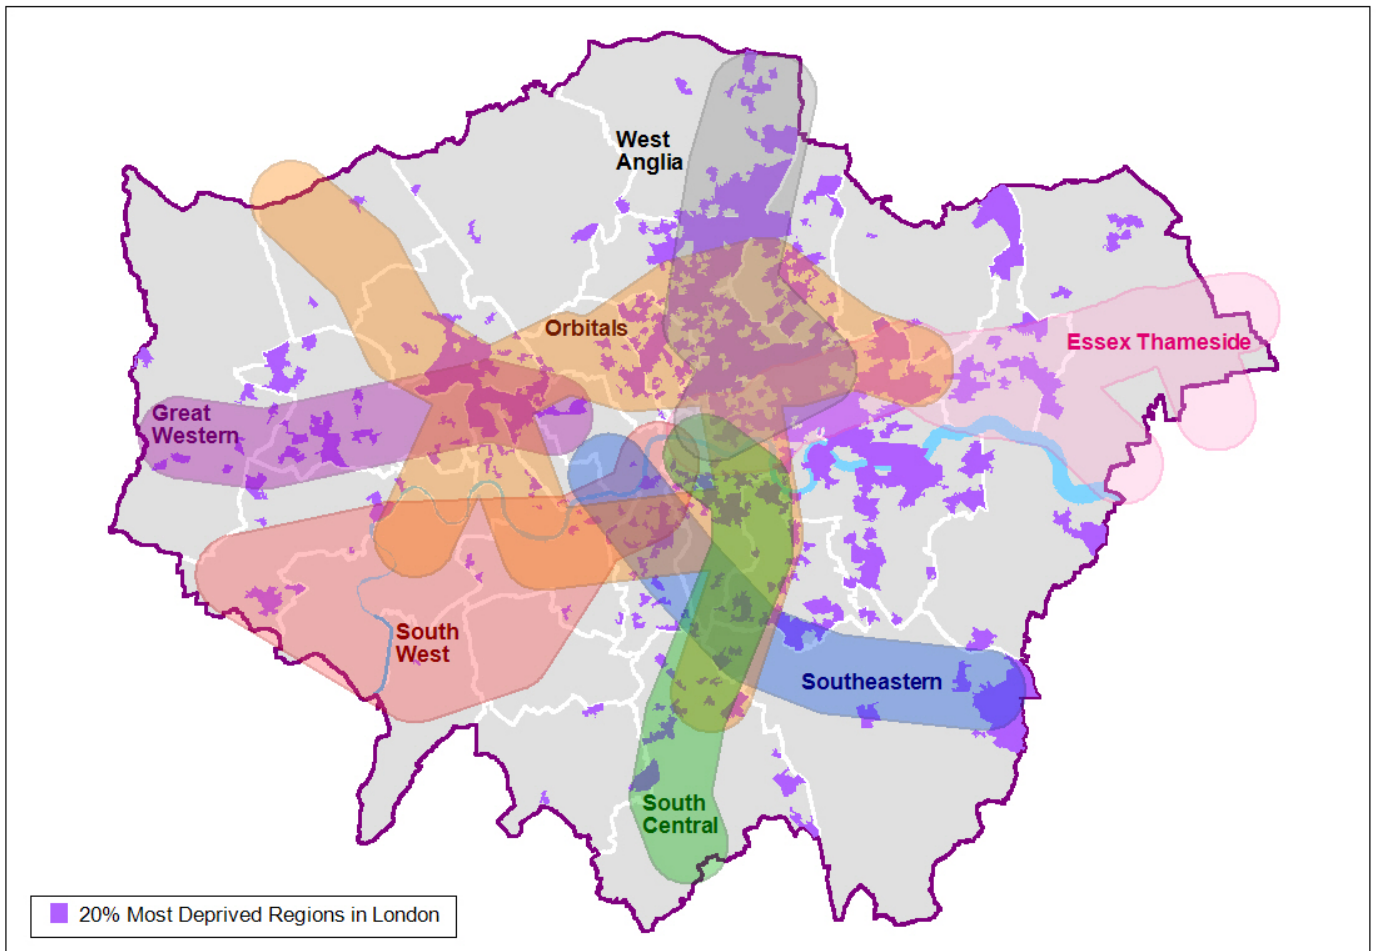 West
Anglia
Orbitals
Essex Thameside
Great
Western
South
West
Southeastern
South
Central
20% Most Deprived Regions in London